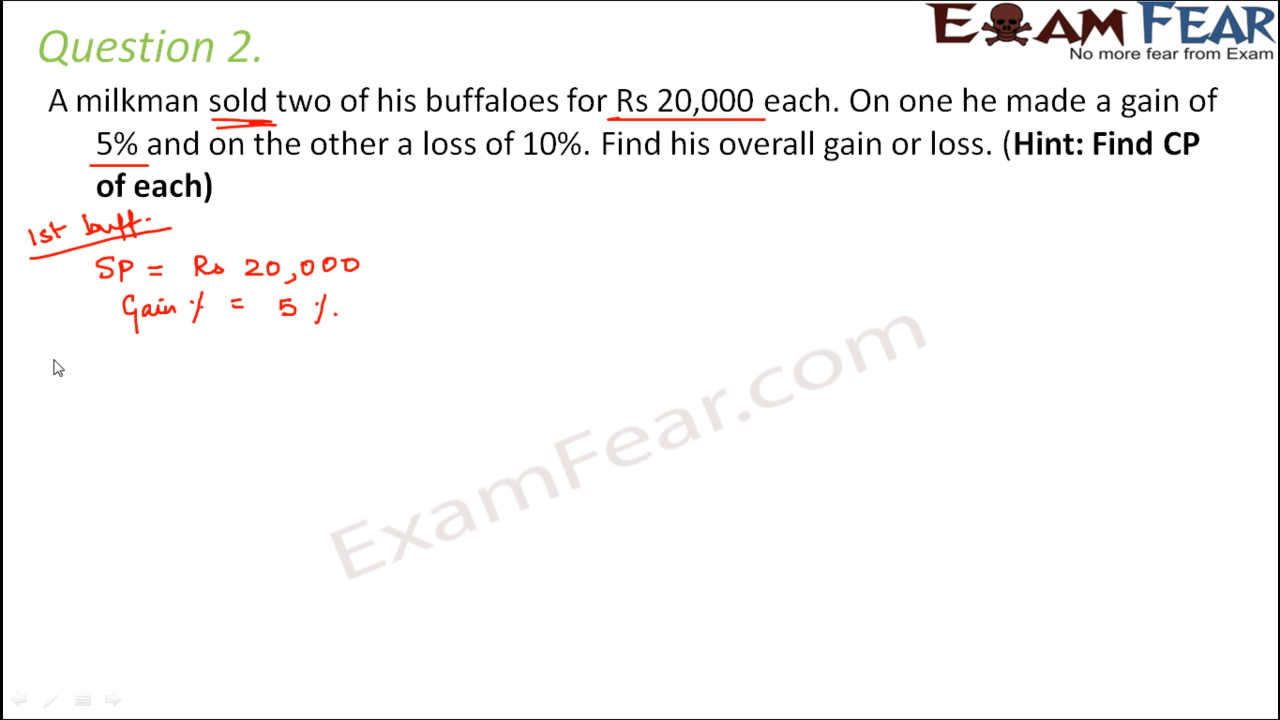 Question 2.
EXAM FEAR
No more fear from Exam
A milkman sold two of his buffaloes for Rs 20,000 each. On one he made a gain of
5% and on the other a loss of 10%. Find his overall gain or loss. (Hint: Find CP
of each)
1st buff.
SP = Rs 20,000
Gain % = 5 %.
ExamFear.com